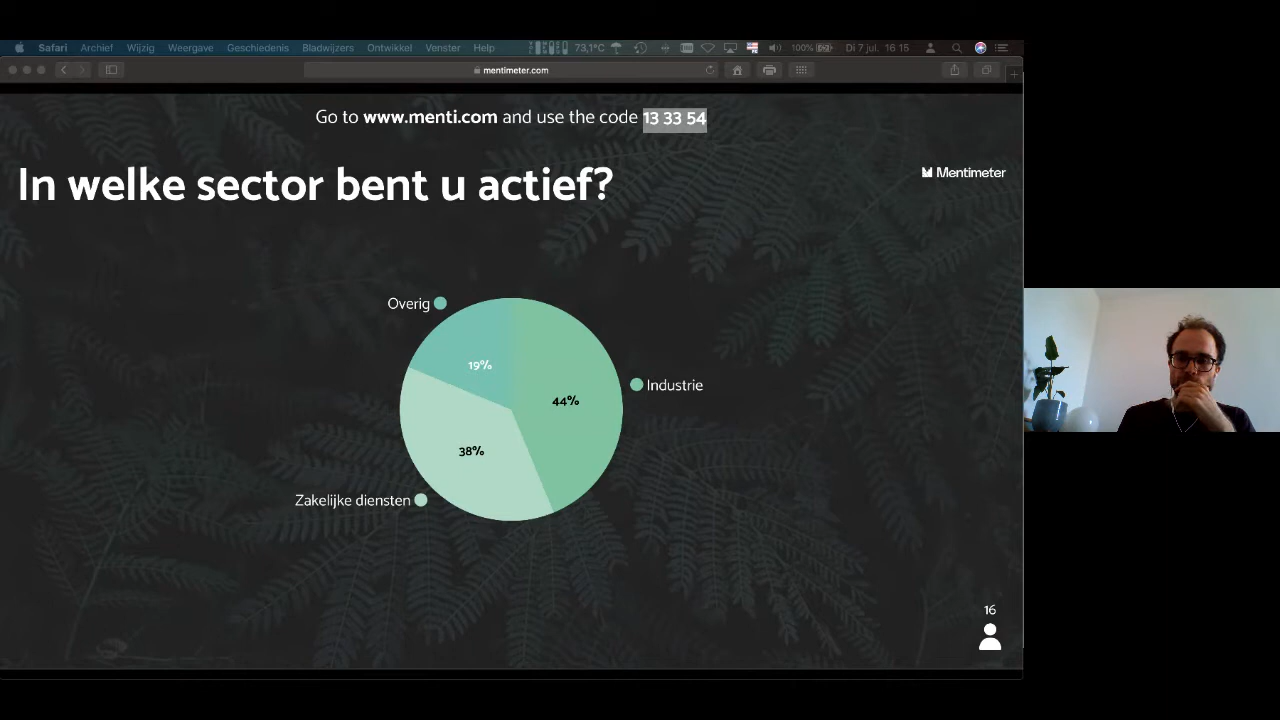 Safari Archief Wijzig Weergave Geschiedenis Bladwijzers Ontwikkel Venster Help 73,1°C 100% Di 7 jul. 16 15
mentimeter.com
Go to www.menti.com and use the code 13 33 54
In welke sector bent u actief?
Mentimeter
Overig
19%
Industrie
44%
38%
Zakelijke diensten
16